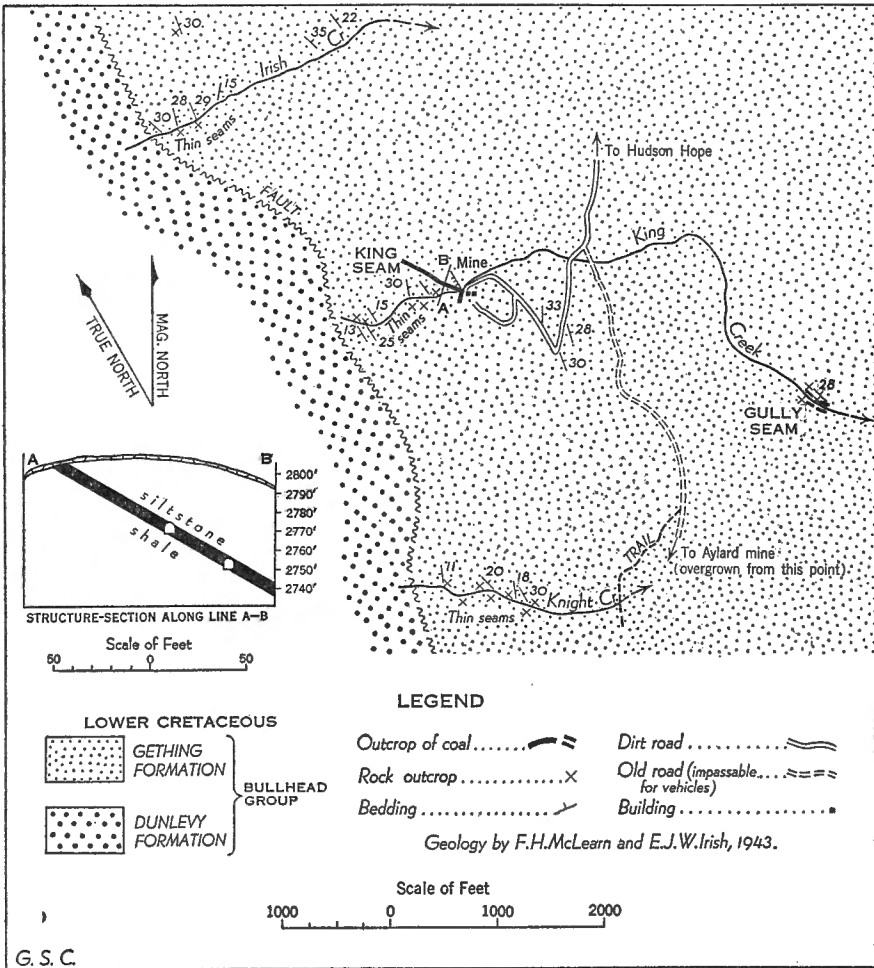 30
22
35
Irish
Cr
15
30 28 29
Thin seams
FAULT
To Hudson Hope
King
KING
SEAM
B Mine
30
15
Thin
seams
A
13
25
33
28
30
TRUE NORTH
MAG. NORTH
Creek
28
GULLY
SEAM
A
B
siltstone
shale
2800'
2790'
2780'
2770'
2760'
2750'
2740'
STRUCTURE-SECTION ALONG LINE A-B
Scale of Feet
50 0 50
TRAIL
To Aylard mine
(overgrown from this point)
11
20
18
30
Knight Cr
Thin seams
LEGEND
LOWER CRETACEOUS
GETHING
FORMATION
DUNLEVY
FORMATION
BULLHEAD
GROUP
Outcrop of coal
Rock outcrop
Bedding
Dirt road
Old road (impassable
for vehicles)
Building
Geology by F.H.McLearn and E.J.W.Irish, 1943.
Scale of Feet
1000 0 1000 2000
G. S. C.